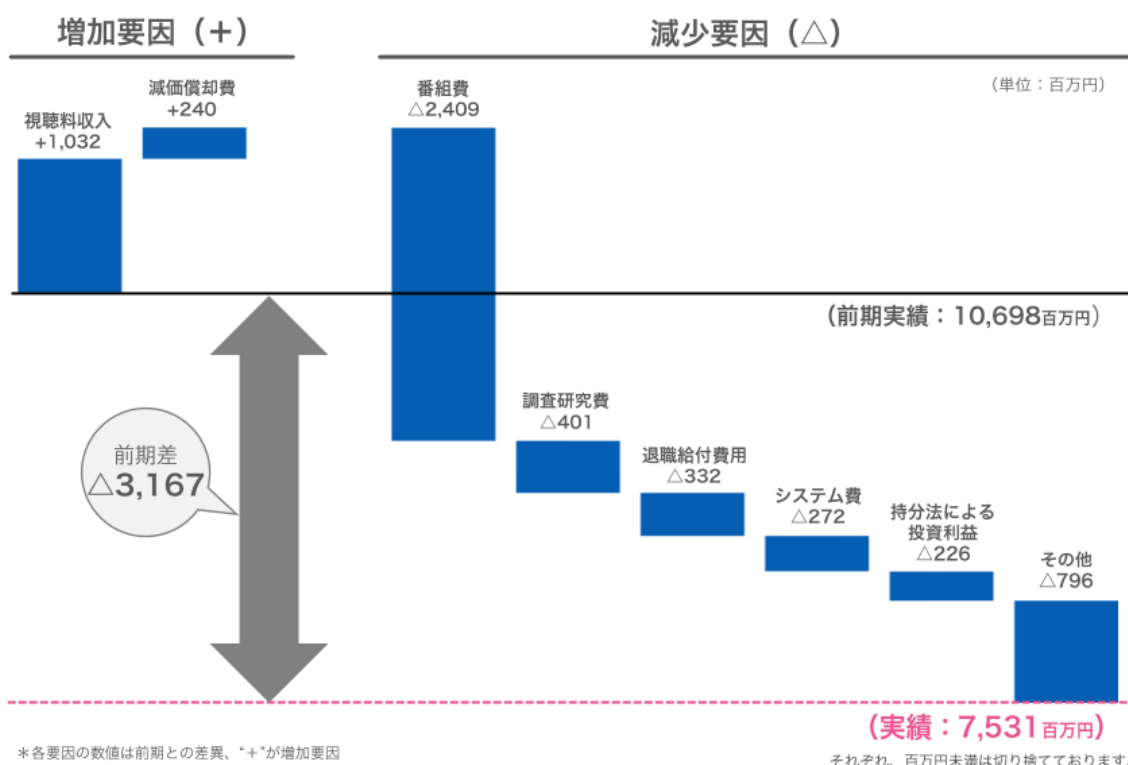 増加要因（+）
減少要因（△）
（単位：百万円）
視聴料収入
+1,032
減価償却費
+240
番組費
△2,409
（前期実績：10,698百万円）
前期差
△3,167
調査研究費
△401
退職給付費用
△332
システム費
△272
持分法による
投資利益
△226
その他
△796
（実績：7,531百万円）
＊各要因の数値は前期との差異、“+”が増加要因
それぞれ、百万円未満は切り捨てております。